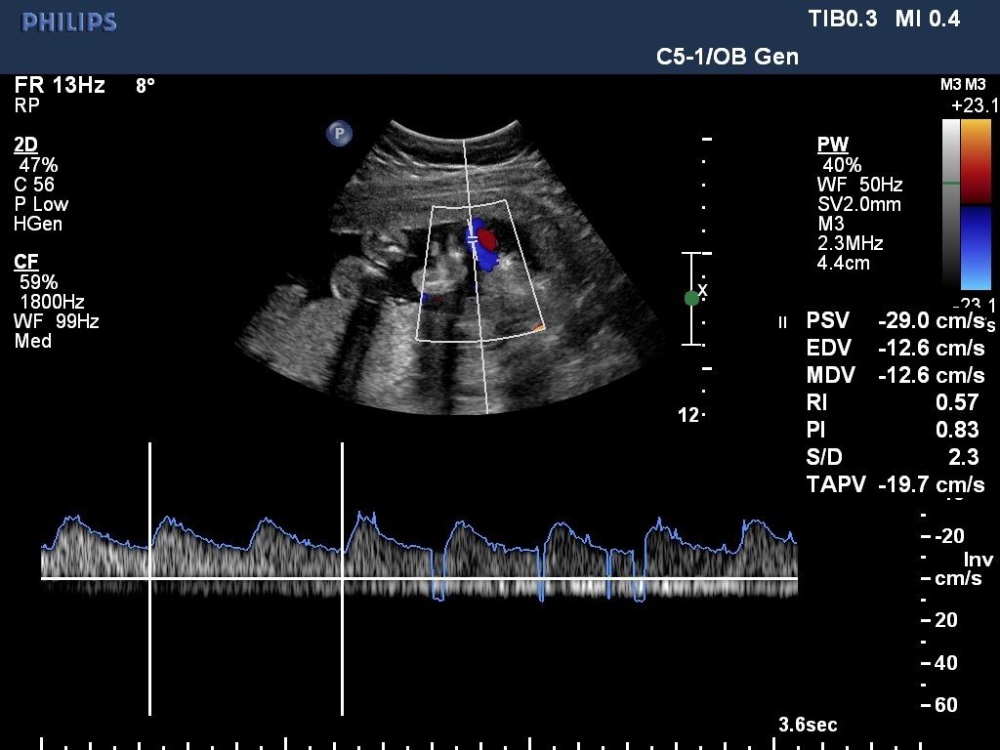 PHILIPS
TIB0.3 MI 0.4
C5-1/OB Gen
FR 13Hz 8°
RP
2D
47%
C 56
P Low
HGen
CF
59%
1800Hz
WF 99Hz
Med
P
M3 M3
+23.1
PW
40%
WF 50Hz
SV2.0mm
M3
2.3MHz
4.4cm
X
-23.1
12
II
PSV -29.0 cm/s
EDV -12.6 cm/s
MDV -12.6 cm/s
RI 0.57
PI 0.83
S/D 2.3
TAPV -19.7 cm/s
-20
Inv
cm/s
20
40
60
3.6sec